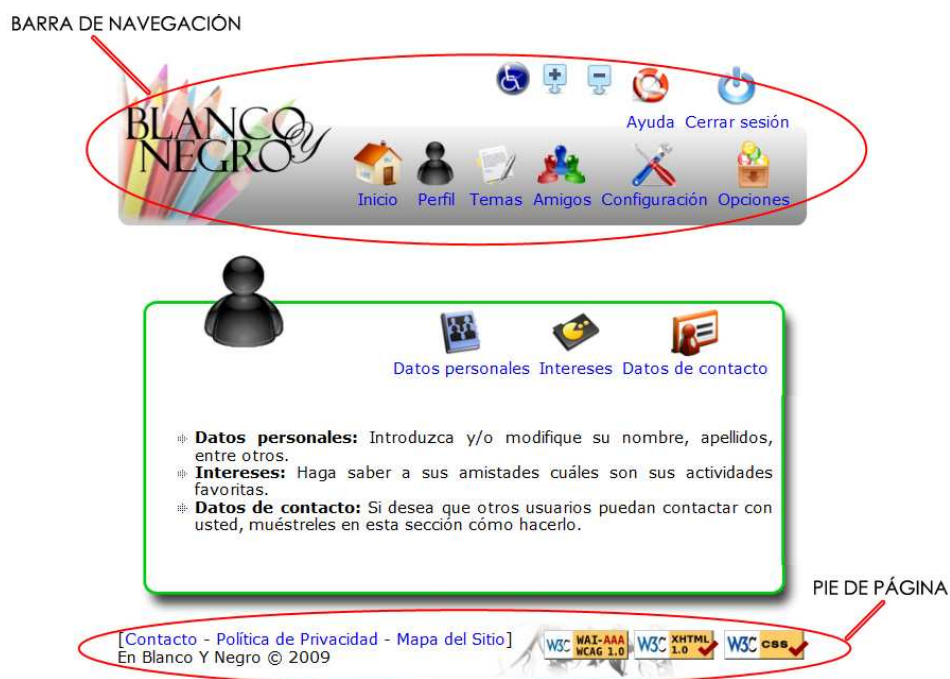 BARRA DE NAVEGACIÓN
BLANCO Y
NEGRO
Ayuda Cerrar sesión
Inicio Perfil Temas Amigos Configuración Opciones
Datos personales Intereses Datos de contacto
Datos personales: Introduzca y/o modifique su nombre, apellidos,
entre otros.
Intereses: Haga saber a sus amistades cuáles son sus actividades
favoritas.
Datos de contacto: Si desea que otros usuarios puedan contactar con
usted, muéstreles en esta sección cómo hacerlo.
PIE DE PÁGINA
[Contacto - Política de Privacidad - Mapa del Sitio]
En Blanco Y Negro © 2009
W3C WAI-AAA
WCAG 1.0
W3C XHTML
1.0
W3C css